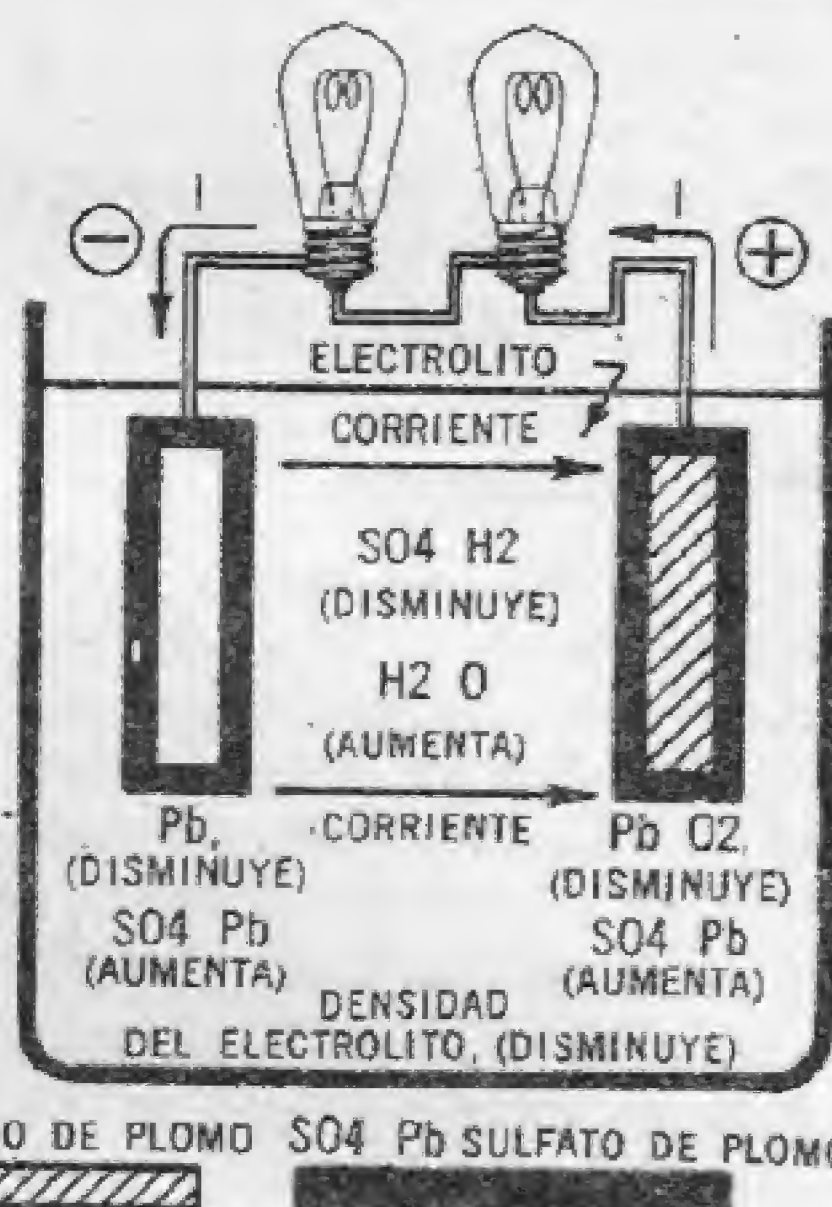 I I
− +
ELECTROLITO
CORRIENTE
SO4 H2
(DISMINUYE)
H2 O
(AUMENTA)
CORRIENTE
Pb,
(DISMINUYE)
SO4 Pb
(AUMENTA)
Pb O2,
(DISMINUYE)
SO4 Pb
(AUMENTA)
DENSIDAD
DEL ELECTROLITO, (DISMINUYE)
O DE PLOMO SO4 Pb SULFATO DE PLOMO